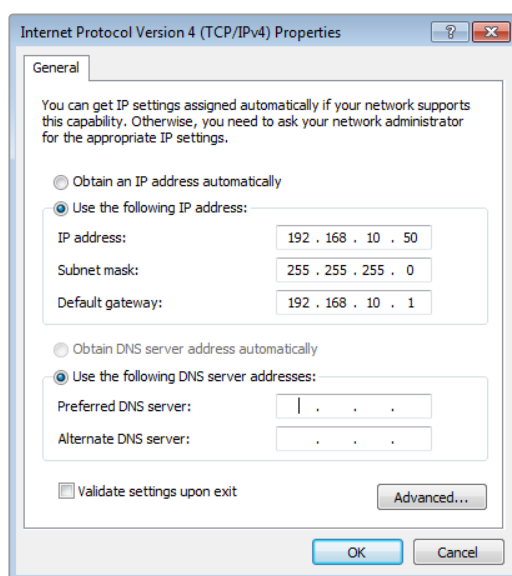 Internet Protocol Version 4 (TCP/IPv4) Properties
General
You can get IP settings assigned automatically if your network supports
this capability. Otherwise, you need to ask your network administrator
for the appropriate IP settings.
Obtain an IP address automatically
Use the following IP address:
IP address: 192 . 168 . 10 . 50
Subnet mask: 255 . 255 . 255 . 0
Default gateway: 192 . 168 . 10 . 1
Obtain DNS server address automatically
Use the following DNS server addresses:
Preferred DNS server: . . .
Alternate DNS server: . . .
Validate settings upon exit
Advanced...
OK Cancel